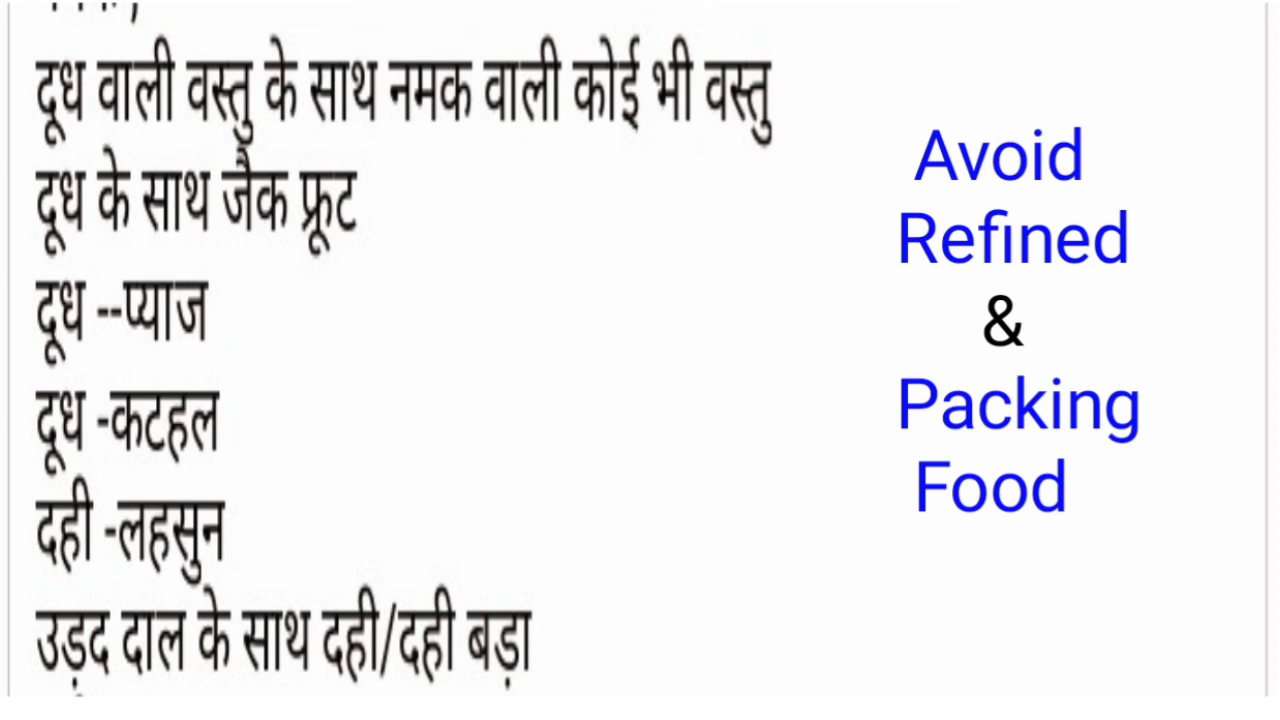 दूध वाली वस्तु के साथ नमक वाली कोई भी वस्तु
दूध के साथ जैक फ्रूट
दूध --प्याज
दूध -कटहल
दही -लहसुन
उड़द दाल के साथ दही/दही बड़ा
Avoid
Refined
&
Packing
Food